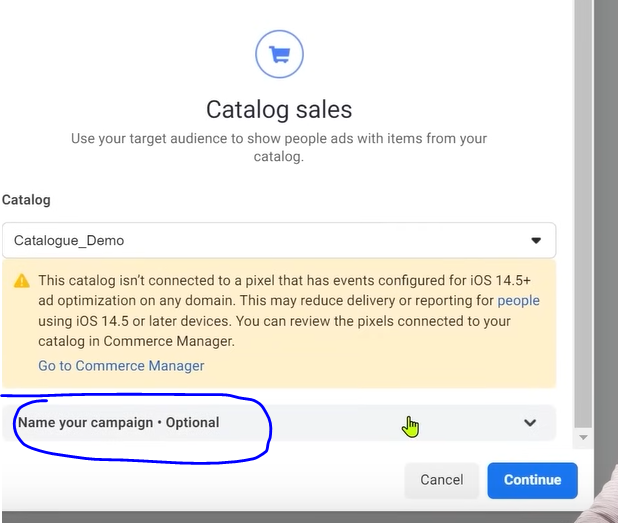 Catalog sales
Use your target audience to show people ads with items from your
catalog.
Catalog
Catalogue_Demo
This catalog isn't connected to a pixel that has events configured for iOS 14.5+
ad optimization on any domain. This may reduce delivery or reporting for people
using iOS 14.5 or later devices. You can review the pixels connected to your
catalog in Commerce Manager.
Go to Commerce Manager
Name your campaign • Optional
Cancel
Continue